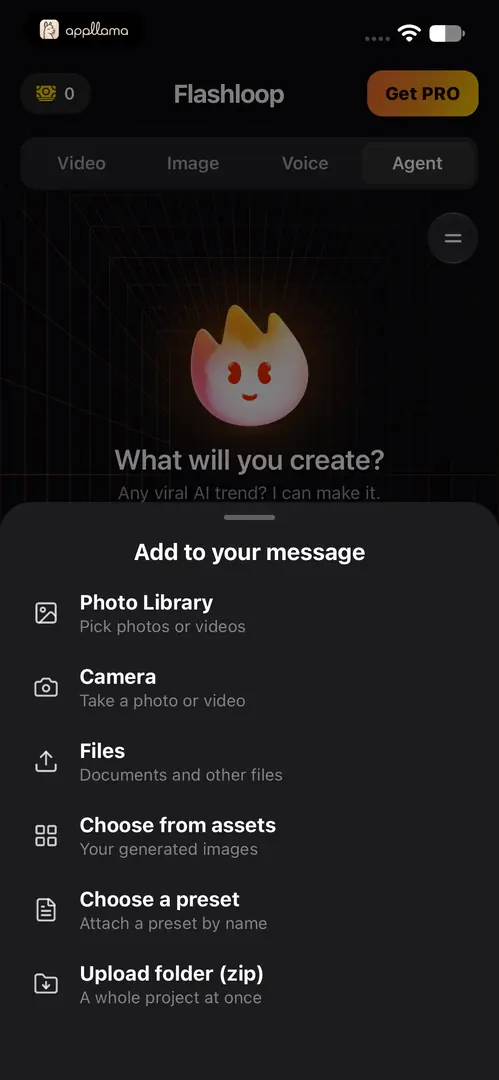 appllama
0
Flashloop
Get PRO
Video
Image
Voice
Agent
What will you create?
Any viral AI trend? I can make it.
Add to your message
Photo Library
Pick photos or videos
Camera
Take a photo or video
Files
Documents and other files
Choose from assets
Your generated images
Choose a preset
Attach a preset by name
Upload folder (zip)
A whole project at once